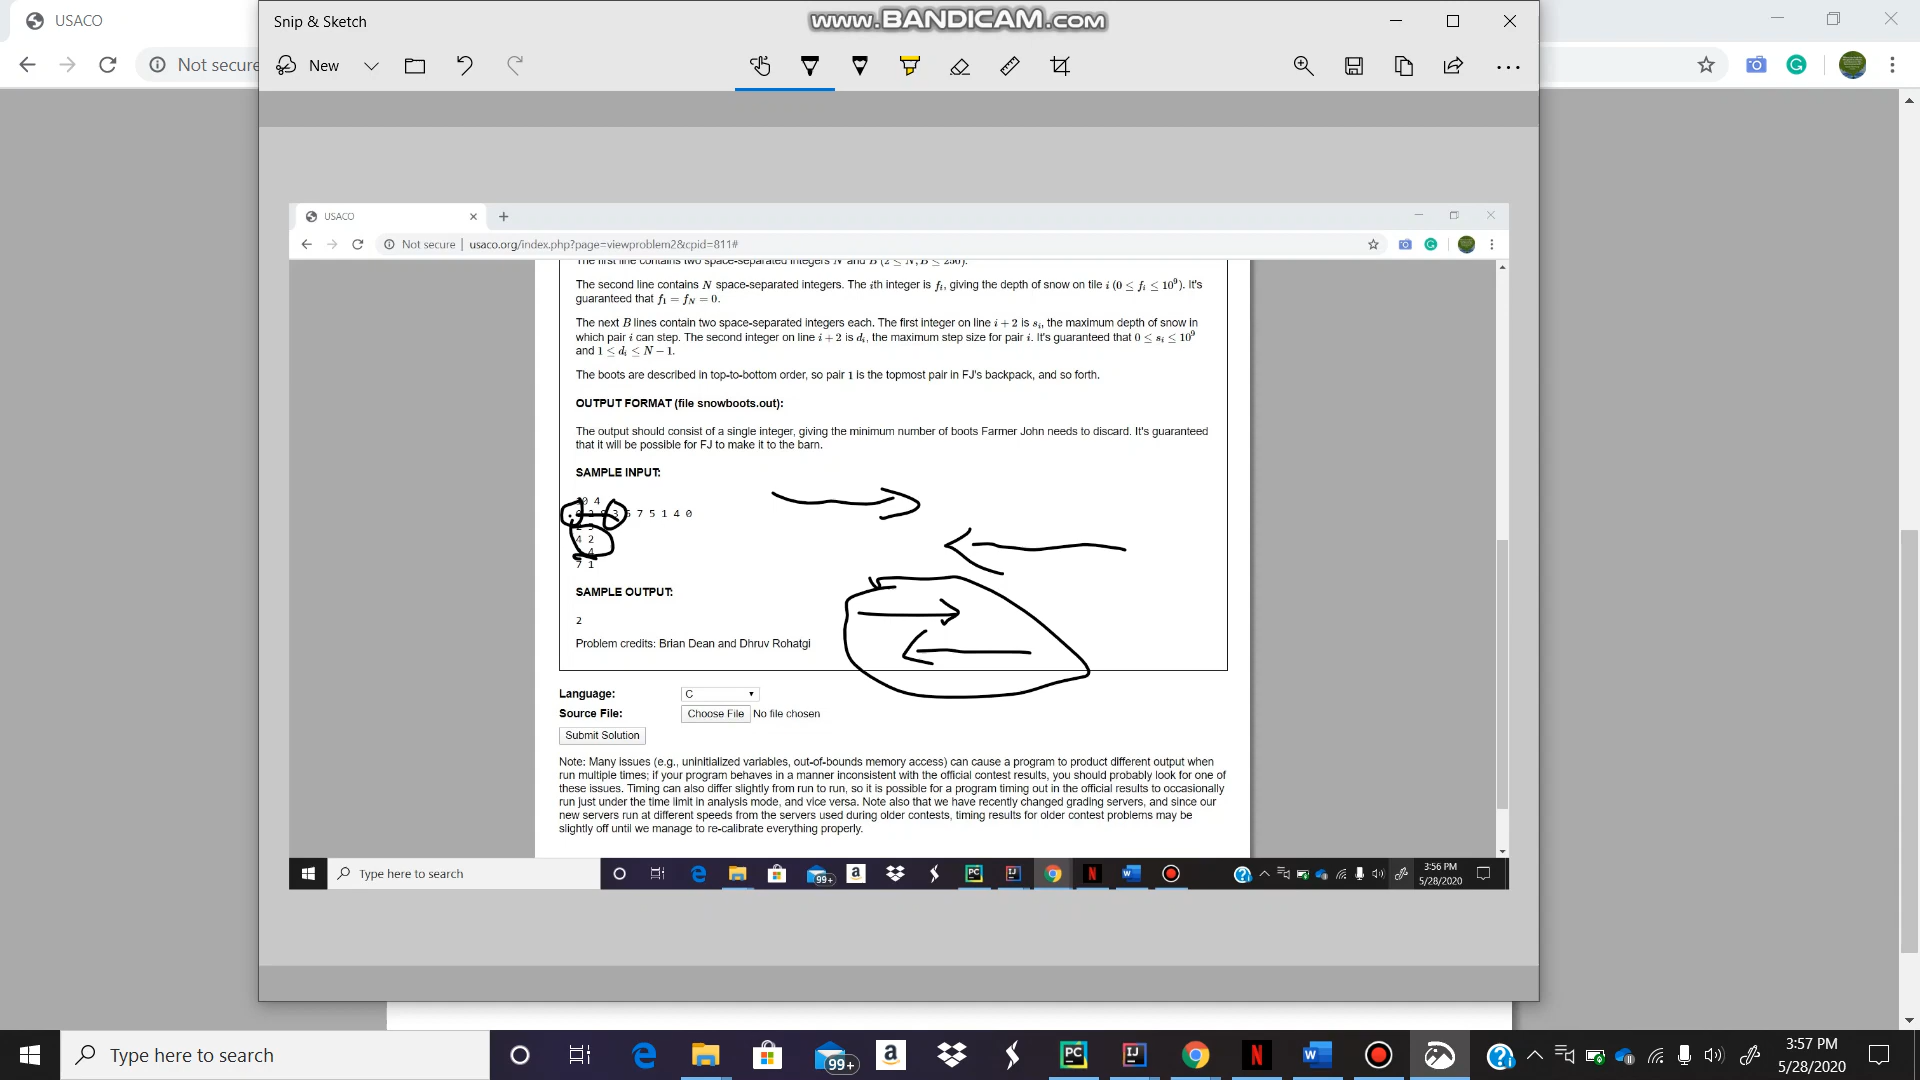 USACO
Snip & Sketch
www.BANDICAM.com
Not secure
New
USACO
Not secure | usaco.org/index.php?page=viewproblem2&cpid=811#
The first line contains two space-separated integers N and B (2 ≤ N, B ≤ 250).
The second line contains N space-separated integers. The ith integer is fᵢ, giving the depth of snow on tile i (0 ≤ fᵢ ≤ 10⁹). It's
guaranteed that f₁ = f_N = 0.
The next B lines contain two space-separated integers each. The first integer on line i + 2 is sᵢ, the maximum depth of snow in
which pair i can step. The second integer on line i + 2 is dᵢ, the maximum step size for pair i. It's guaranteed that 0 ≤ sᵢ ≤ 10⁹
and 1 ≤ dᵢ ≤ N − 1.
The boots are described in top-to-bottom order, so pair 1 is the topmost pair in FJ's backpack, and so forth.
OUTPUT FORMAT (file snowboots.out):
The output should consist of a single integer, giving the minimum number of boots Farmer John needs to discard. It's guaranteed
that it will be possible for FJ to make it to the barn.
SAMPLE INPUT:
4
7 5 1 4 0
4 2
4
7 1
SAMPLE OUTPUT:
2
Problem credits: Brian Dean and Dhruv Rohatgi
Language: C
Source File: Choose File No file chosen
Submit Solution
Note: Many issues (e.g., uninitialized variables, out-of-bounds memory access) can cause a program to product different output when
run multiple times; if your program behaves in a manner inconsistent with the official contest results, you should probably look for one of
these issues. Timing can also differ slightly from run to run, so it is possible for a program timing out in the official results to occasionally
run just under the time limit in analysis mode, and vice versa. Note also that we have recently changed grading servers, and since our
new servers run at different speeds from the servers used during older contests, timing results for older contest problems may be
slightly off until we manage to re-calibrate everything properly.
Type here to search
99+
3:56 PM
5/28/2020
Type here to search
99+
3:57 PM
5/28/2020